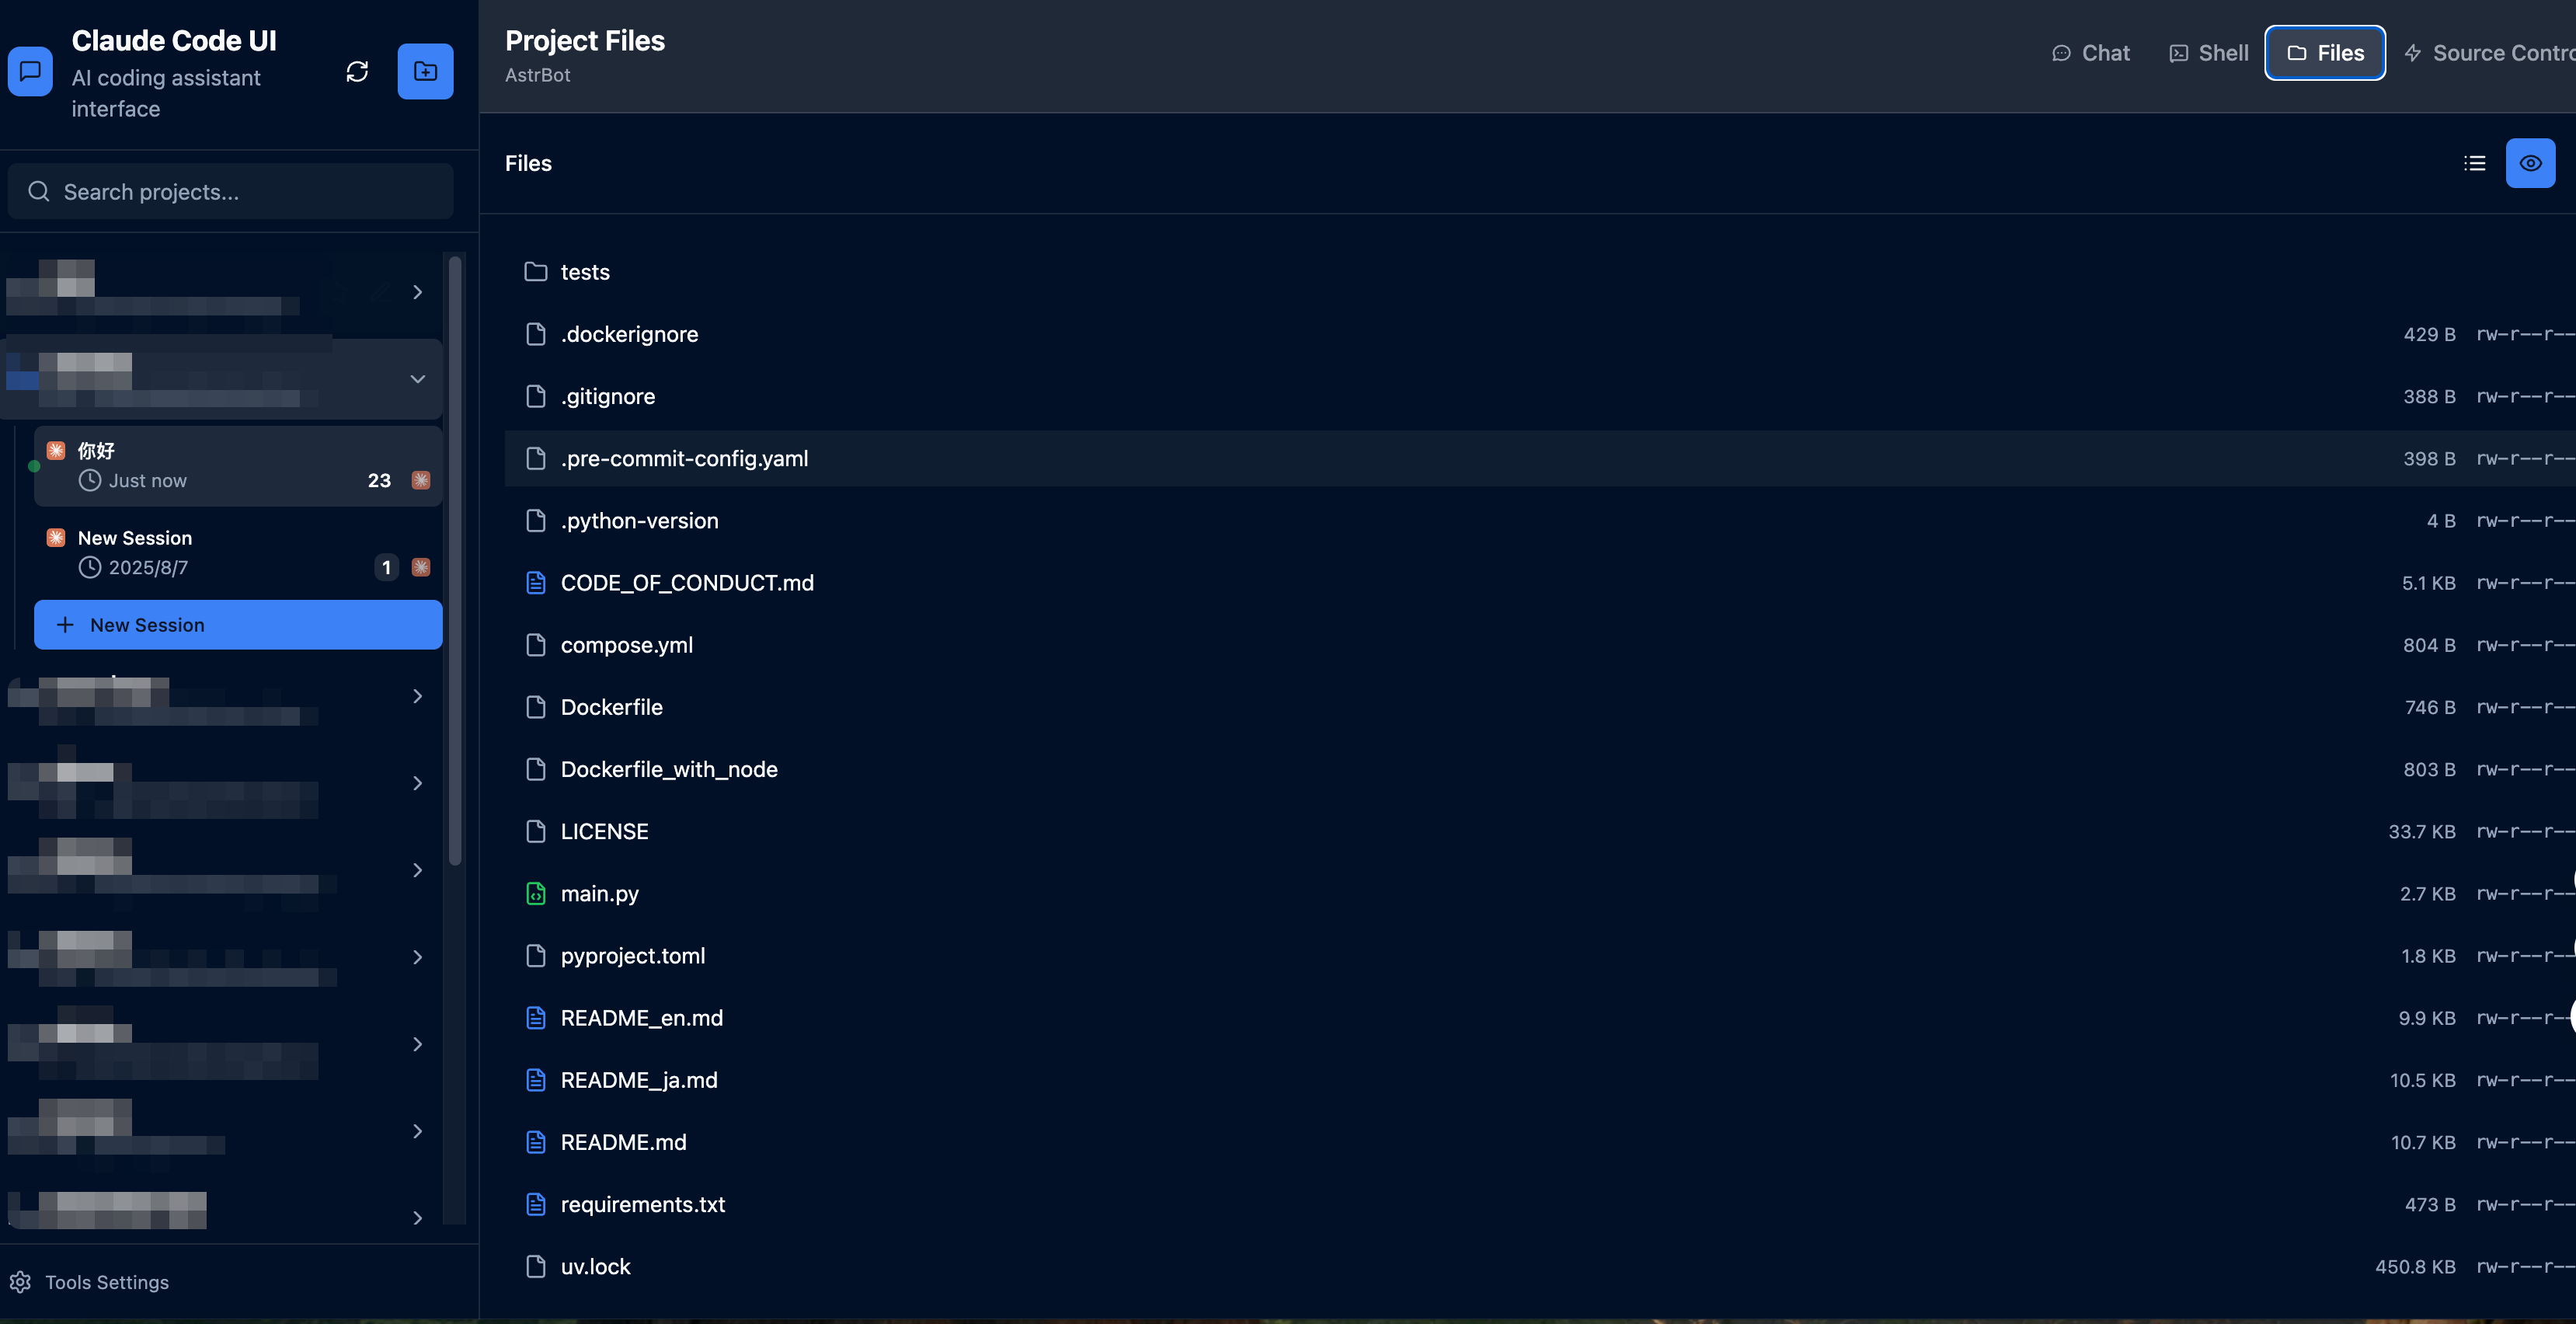 Claude Code UI
AI coding assistant
interface
Search projects...
你好
Just now
23
New Session
2025/8/7
1
New Session
Tools Settings
Project Files
AstrBot
Chat
Shell
Files
Source Contro
Files
tests
.dockerignore 429 B rw-r--r--
.gitignore 388 B rw-r--r--
.pre-commit-config.yaml 398 B rw-r--r--
.python-version 4 B rw-r--r--
CODE_OF_CONDUCT.md 5.1 KB rw-r--r--
compose.yml 804 B rw-r--r--
Dockerfile 746 B rw-r--r--
Dockerfile_with_node 803 B rw-r--r--
LICENSE 33.7 KB rw-r--r--
main.py 2.7 KB rw-r--r--
pyproject.toml 1.8 KB rw-r--r--
README_en.md 9.9 KB rw-r--r--
README_ja.md 10.5 KB rw-r--r--
README.md 10.7 KB rw-r--r--
requirements.txt 473 B rw-r--r--
uv.lock 450.8 KB rw-r--r--